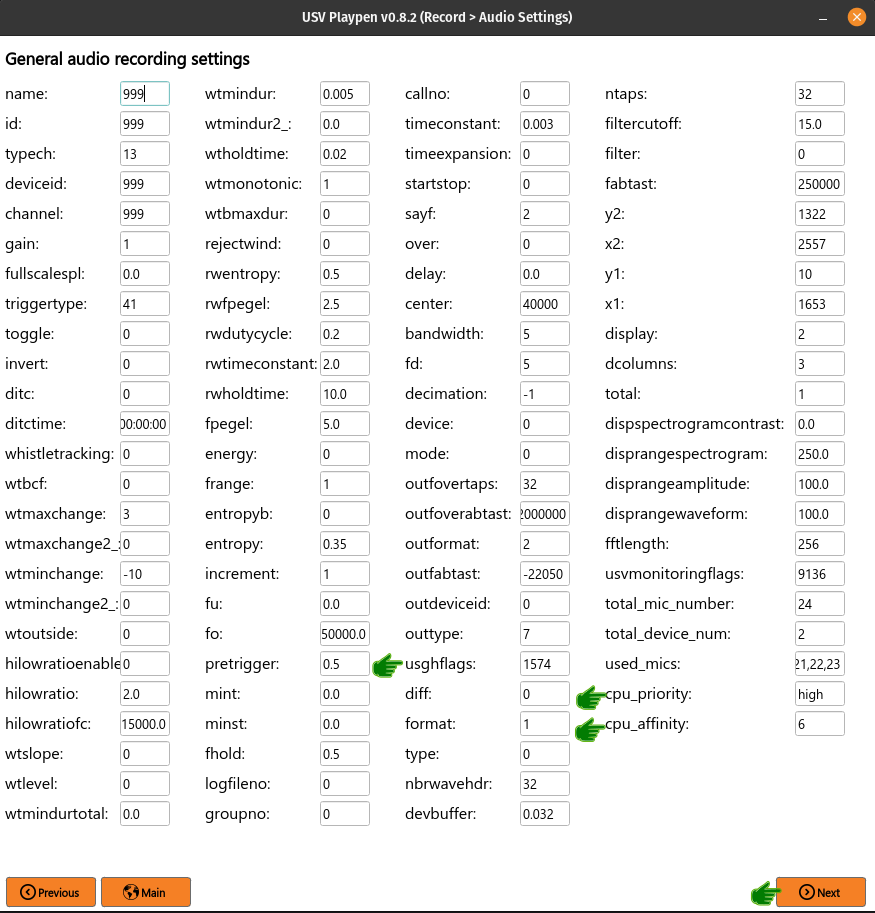 USV Playpen v0.8.2 (Record > Audio Settings)
General audio recording settings
name: 999 wtmindur: 0.005 callno: 0 ntaps: 32
id: 999 wtmindur2_: 0.0 timeconstant: 0.003 filtercutoff: 15.0
typech: 13 wtholdtime: 0.02 timeexpansion: 0 filter: 0
deviceid: 999 wtmonotonic: 1 startstop: 0 fabtast: 250000
channel: 999 wtbmaxdur: 0 sayf: 2 y2: 1322
gain: 1 rejectwind: 0 over: 0 x2: 2557
fullscalespl: 0.0 rwentropy: 0.5 delay: 0.0 y1: 10
triggertype: 41 rwfpegel: 2.5 center: 40000 x1: 1653
toggle: 0 rwdutycycle: 0.2 bandwidth: 5 display: 2
invert: 0 rwtimeconstant: 2.0 fd: 5 dcolumns: 3
ditc: 0 rwholdtime: 10.0 decimation: -1 total: 1
ditctime: 00:00:00 fpegel: 5.0 device: 0 dispspectrogramcontrast: 0.0
whistletracking: 0 energy: 0 mode: 0 disprangespectrogram: 250.0
wtbcf: 0 frange: 1 outfovertaps: 32 disprangeamplitude: 100.0
wtmaxchange: 3 entropyb: 0 outfoverabtast: 2000000 disprangewaveform: 100.0
wtmaxchange2_: 0 entropy: 0.35 outformat: 2 fftlength: 256
wtminchange: -10 increment: 1 outfabtast: -22050 usvmonitoringflags: 9136
wtminchange2_: 0 fu: 0.0 outdeviceid: 0 total_mic_number: 24
wtoutside: 0 fo: 50000.0 outtype: 7 total_device_num: 2
hilowratioenable 0 pretrigger: 0.5 usghflags: 1574 used_mics: 21,22,23
hilowratio: 2.0 mint: 0.0 diff: 0 cpu_priority: high
hilowratiofc: 15000.0 minst: 0.0 format: 1 cpu_affinity: 6
wtslope: 0 fhold: 0.5 type: 0
wtlevel: 0 logfileno: 0 nbrwavehdr: 32
wtmindurtotal: 0.0 groupno: 0 devbuffer: 0.032
Previous Main Next